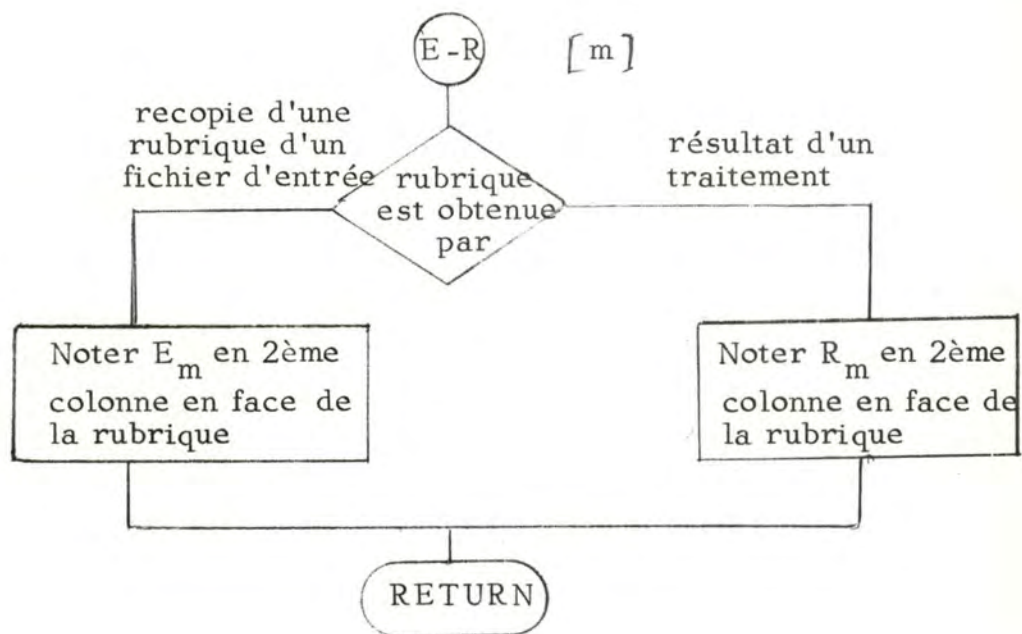 E-R [m]
recopie d'une
rubrique d'un
fichier d'entrée
rubrique
est obtenue
par
résultat d'un
traitement
Noter E_m en 2ème
colonne en face de
la rubrique
Noter R_m en 2ème
colonne en face de
la rubrique
RETURN